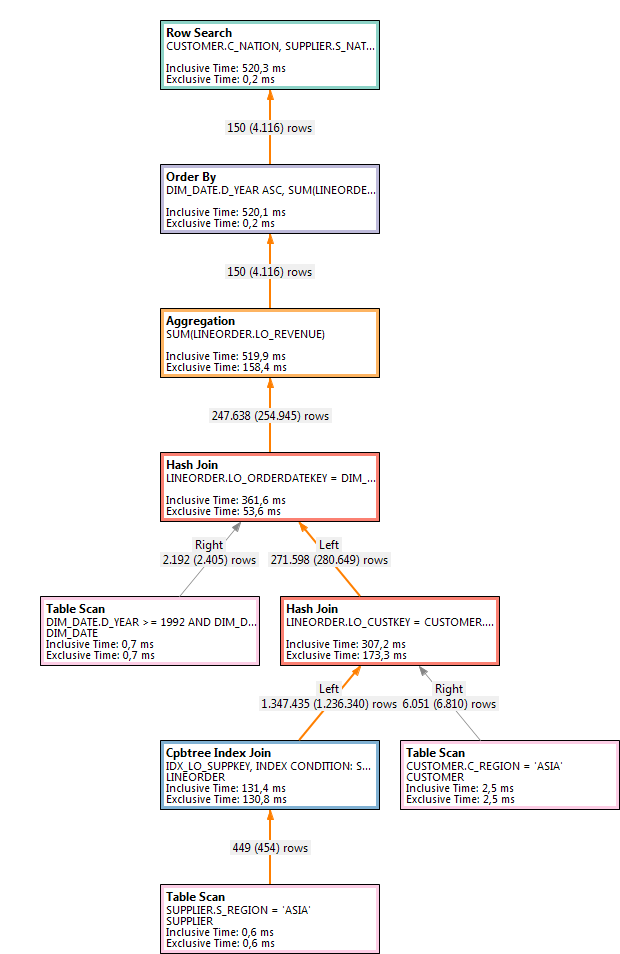 Row Search
CUSTOMER.C_NATION, SUPPLIER.S_NAT...
Inclusive Time: 520,3 ms
Exclusive Time: 0,2 ms
150 (4.116) rows
Order By
DIM_DATE.D_YEAR ASC, SUM(LINEORDE...
Inclusive Time: 520,1 ms
Exclusive Time: 0,2 ms
150 (4.116) rows
Aggregation
SUM(LINEORDER.LO_REVENUE)
Inclusive Time: 519,9 ms
Exclusive Time: 158,4 ms
247.638 (254.945) rows
Hash Join
LINEORDER.LO_ORDERDATEKEY = DIM_...
Inclusive Time: 361,6 ms
Exclusive Time: 53,6 ms
Right
2.192 (2.405) rows
Left
271.598 (280.649) rows
Table Scan
DIM_DATE.D_YEAR >= 1992 AND DIM_D...
DIM_DATE
Inclusive Time: 0,7 ms
Exclusive Time: 0,7 ms
Hash Join
LINEORDER.LO_CUSTKEY = CUSTOMER....
Inclusive Time: 307,2 ms
Exclusive Time: 173,3 ms
Left
1.347.435 (1.236.340) rows
Right
6.051 (6.810) rows
Cpbtree Index Join
IDX_LO_SUPPKEY, INDEX CONDITION: S...
LINEORDER
Inclusive Time: 131,4 ms
Exclusive Time: 130,8 ms
Table Scan
CUSTOMER.C_REGION = 'ASIA'
CUSTOMER
Inclusive Time: 2,5 ms
Exclusive Time: 2,5 ms
449 (454) rows
Table Scan
SUPPLIER.S_REGION = 'ASIA'
SUPPLIER
Inclusive Time: 0,6 ms
Exclusive Time: 0,6 ms